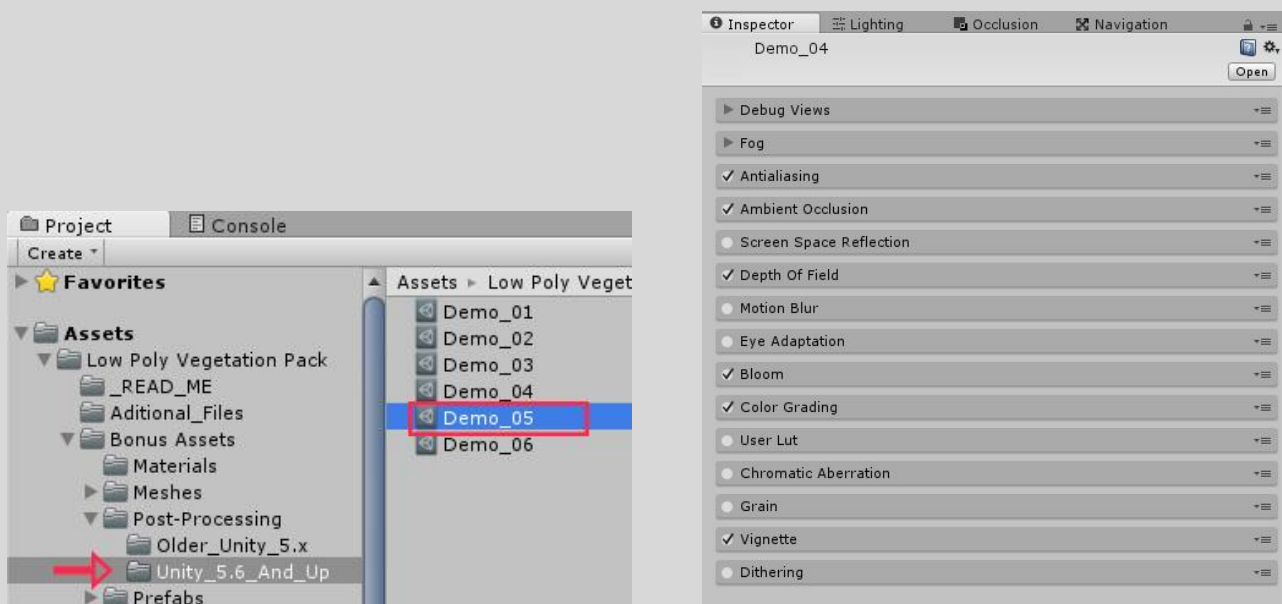 Project
Console
Create
Favorites
Assets
Low Poly Vegetation Pack
_READ_ME
Aditional_Files
Bonus Assets
Materials
Meshes
Post-Processing
Older_Unity_5.x
Unity_5.6_And_Up
Prefabs
Assets Low Poly Veget
Demo_01
Demo_02
Demo_03
Demo_04
Demo_05
Demo_06
Inspector Lighting Occlusion Navigation
Demo_04
Open
Debug Views
Fog
Antialiasing
Ambient Occlusion
Screen Space Reflection
Depth Of Field
Motion Blur
Eye Adaptation
Bloom
Color Grading
User Lut
Chromatic Aberration
Grain
Vignette
Dithering